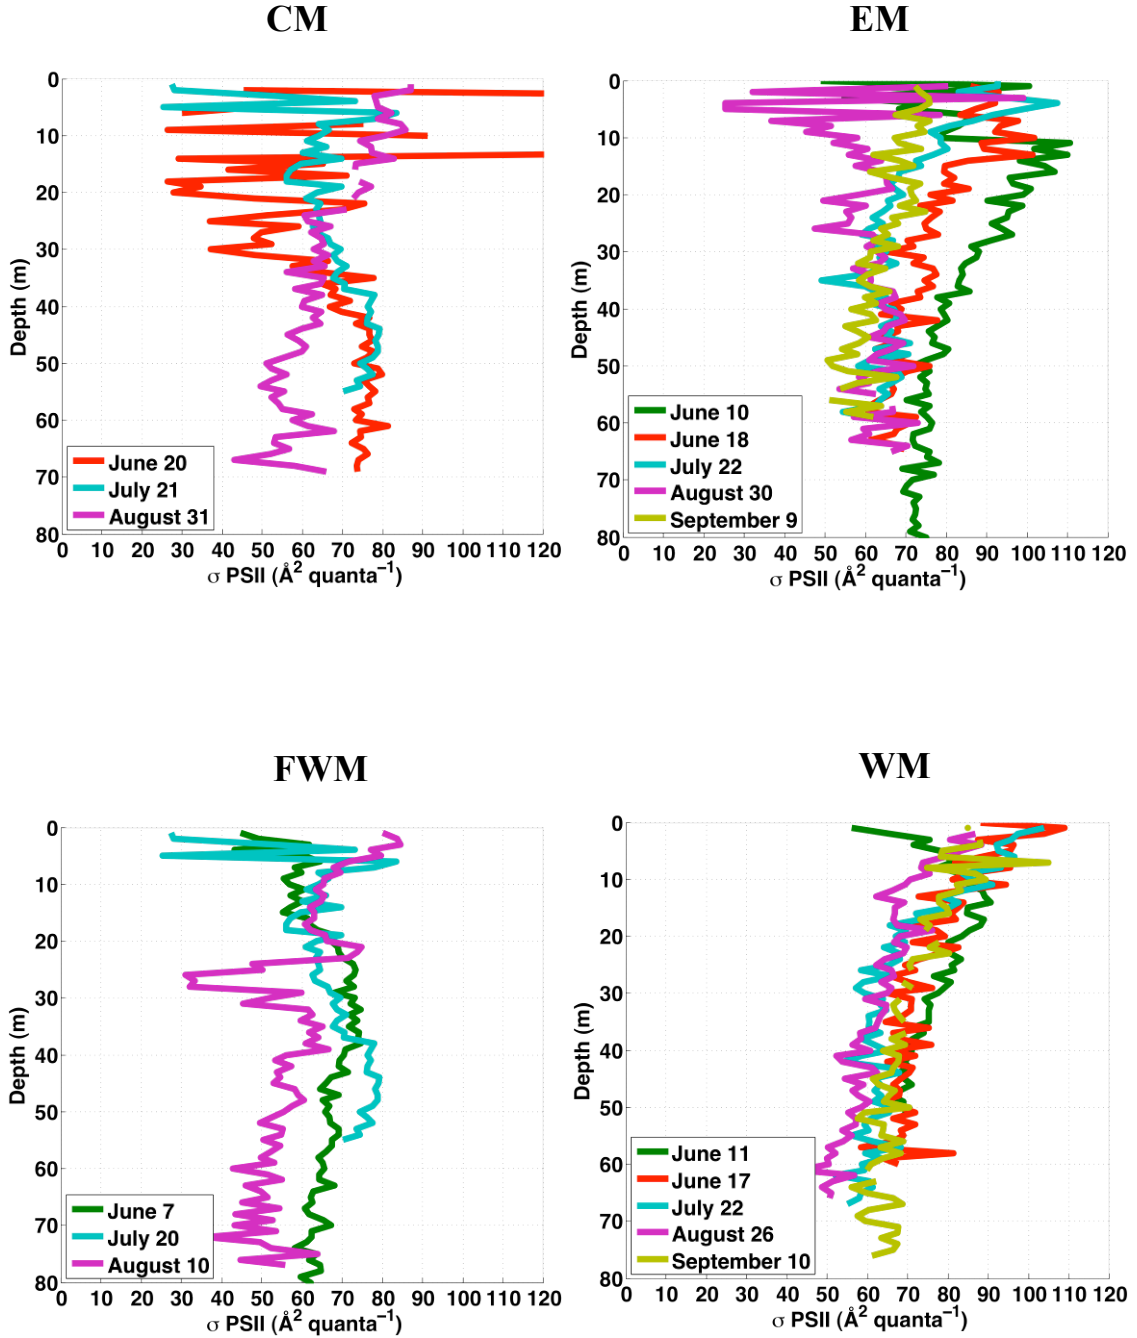 CM
0
10
20
30
40
50
60
70
80
Depth (m)
June 20
July 21
August 31
0 10 20 30 40 50 60 70 80 90 100 110 120
σ PSII (Å² quanta⁻¹)
EM
0
10
20
30
40
50
60
70
80
Depth (m)
June 10
June 18
July 22
August 30
September 9
0 10 20 30 40 50 60 70 80 90 100 110 120
σ PSII (Å² quanta⁻¹)
FWM
0
10
20
30
40
50
60
70
80
Depth (m)
June 7
July 20
August 10
0 10 20 30 40 50 60 70 80 90 100 110 120
σ PSII (Å² quanta⁻¹)
WM
0
10
20
30
40
50
60
70
80
Depth (m)
June 11
June 17
July 22
August 26
September 10
0 10 20 30 40 50 60 70 80 90 100 110 120
σ PSII (Å² quanta⁻¹)